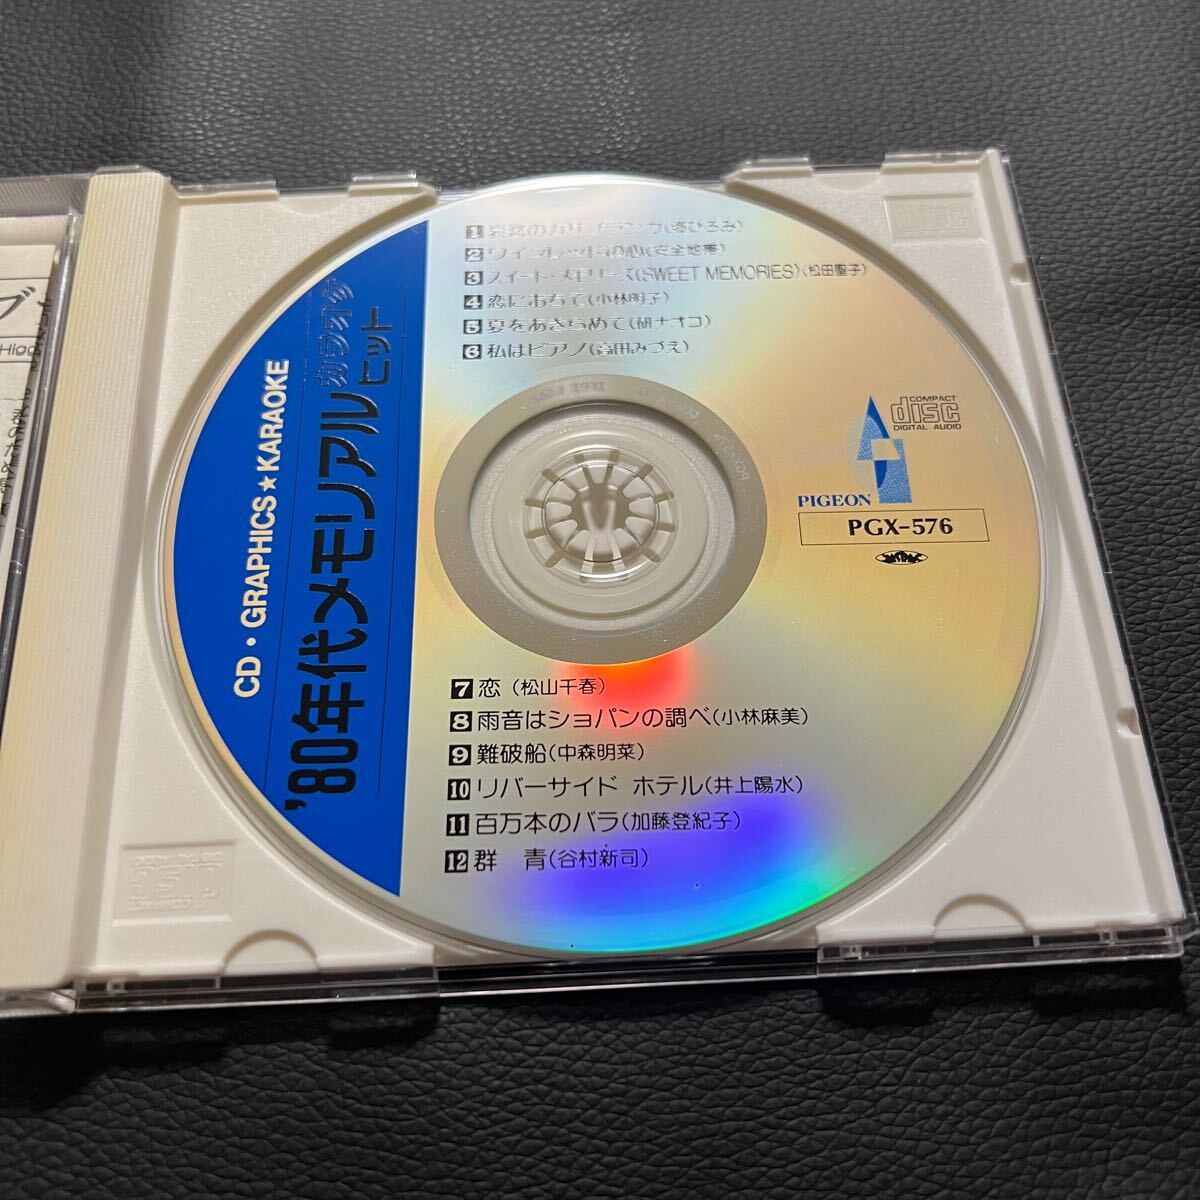 CD・GRAPHICS★KARAOKE
'80年代メモリアルカラオケヒット
1 哀愁のカサブランカ(郷ひろみ)
2 ワインレッドの心(安全地帯)
3 スイート・メモリーズ(SWEET MEMORIES)(松田聖子)
4 恋におちて(小林明子)
5 夏をあきらめて(研ナオコ)
6 私はピアノ(高田みづえ)
COMPACT
disc
DIGITAL AUDIO
PIGEON
PGX-576
7 恋 (松山千春)
8 雨音はショパンの調べ(小林麻美)
9 難破船(中森明菜)
10 リバーサイド ホテル(井上陽水)
11 百万本のバラ(加藤登紀子)
12 群 青(谷村新司)